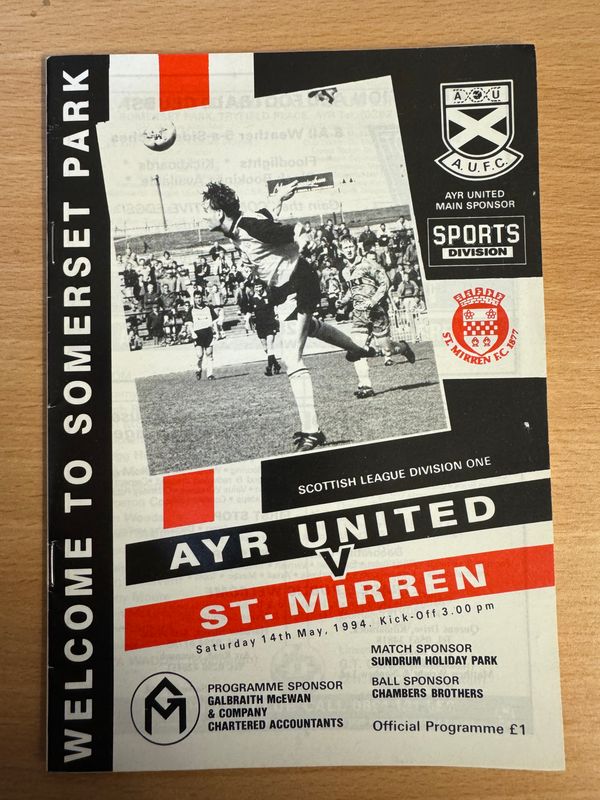 WELCOME TO SOMERSET PARK
A U
A.U.F.C.
AYR UNITED
MAIN SPONSOR
SPORTS
DIVISION
ST. MIRREN F.C. 1877
SCOTTISH LEAGUE DIVISION ONE
AYR UNITED
V
ST. MIRREN
Saturday 14th May, 1994. Kick-Off 3.00 pm
PROGRAMME SPONSOR
GALBRAITH McEWAN
& COMPANY
CHARTERED ACCOUNTANTS
MATCH SPONSOR
SUNDRUM HOLIDAY PARK
BALL SPONSOR
CHAMBERS BROTHERS
Official Programme £1